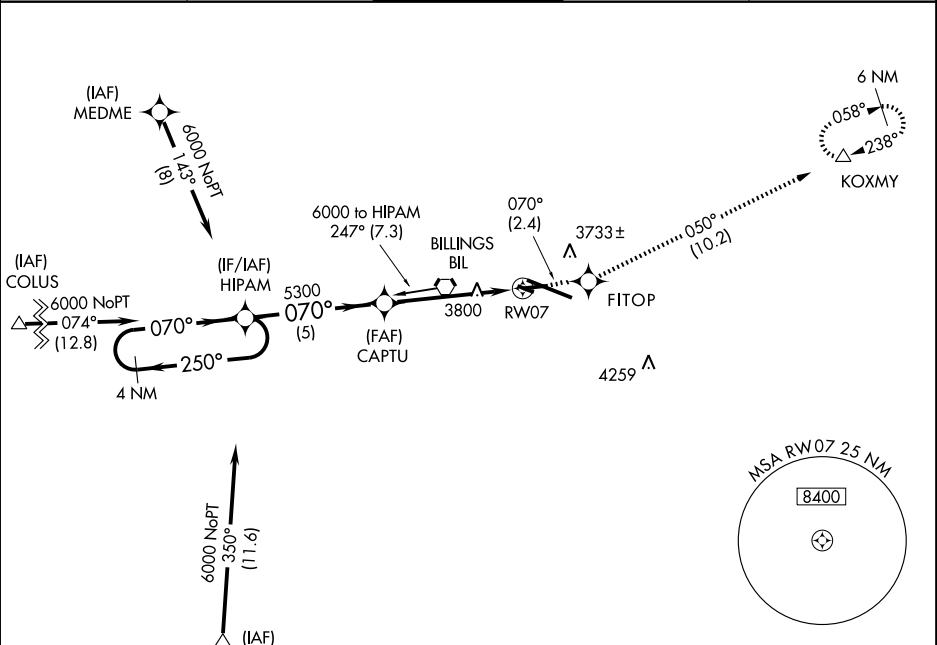 (IAF)
MEDME
6000 NoPT
143°
(8)
6 NM
058°
238°
KOXMY
050°
(10.2)
6000 to HIPAM
247° (7.3)
BILLINGS
BIL
070°
(2.4)
3733±
FITOP
RW07
3800
(IAF)
COLUS
6000 NoPT
074°
(12.8)
(IF/IAF)
HIPAM
070°
250°
4 NM
5300
070°
(5)
(FAF)
CAPTU
4259
MSA RW07 25 NM
8400
6000 NoPT
350°
(11.6)
(IAF)